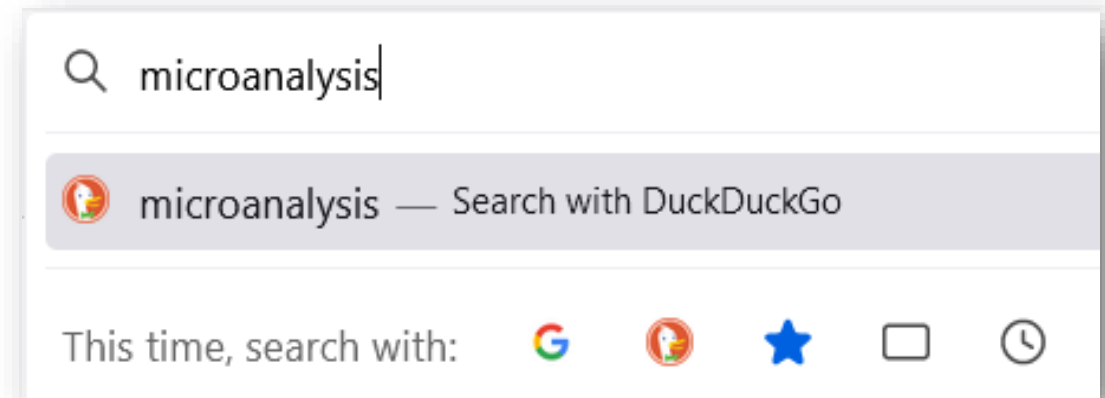 microanalysis
microanalysis — Search with DuckDuckGo
This time, search with: